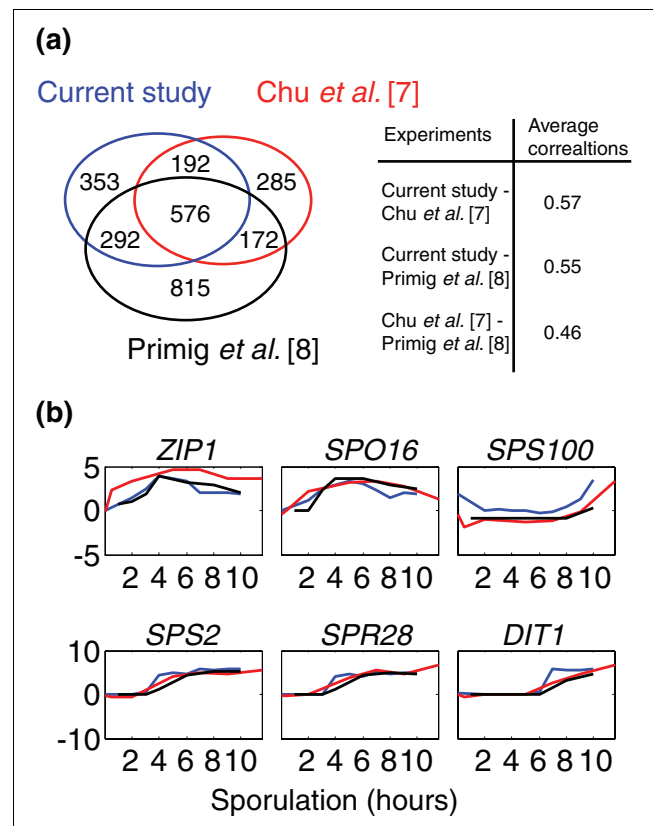 (a)
Current study
Chu et al. [7]
353
192
285
576
292
172
815
Primig et al. [8]
Experiments
Average
correaltions
Current study -
Chu et al. [7]
0.57
Current study -
Primig et al. [8]
0.55
Chu et al. [7] -
Primig et al. [8]
0.46
(b)
ZIP1
SPO16
SPS100
5
0
-5
2 4 6 8 10
2 4 6 8 10
2 4 6 8 10
SPS2
SPR28
DIT1
10
0
-10
2 4 6 8 10
2 4 6 8 10
2 4 6 8 10
Sporulation (hours)